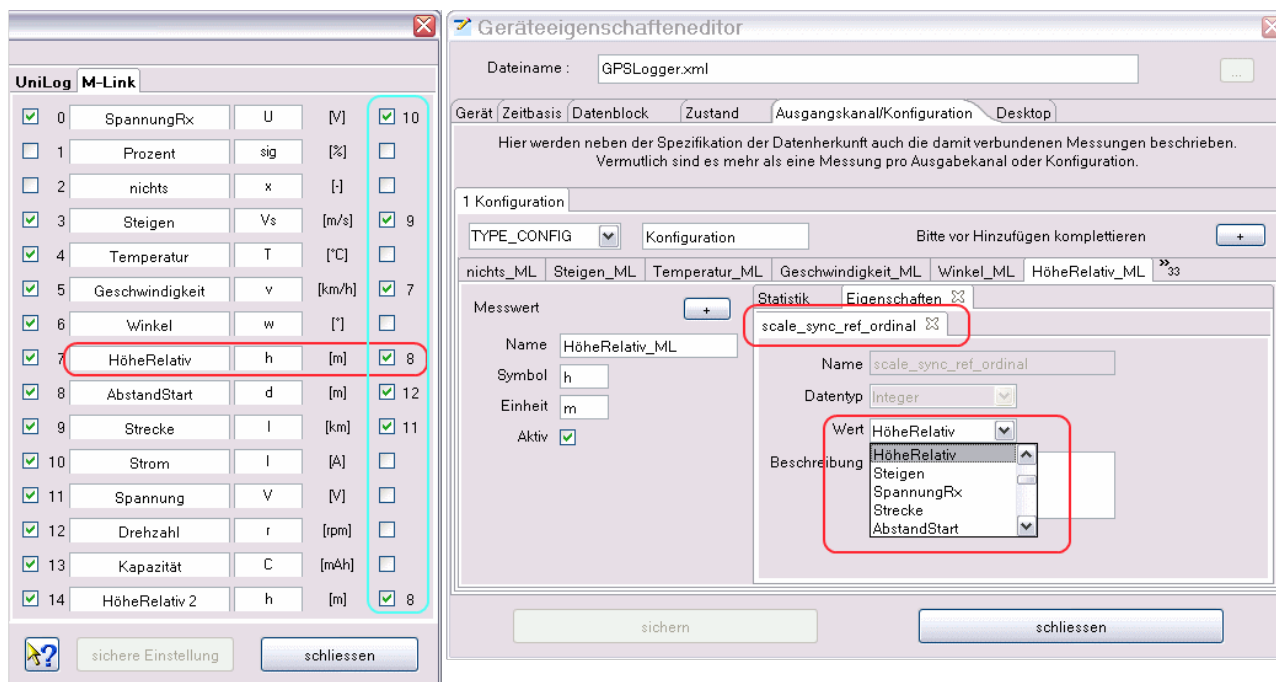 UniLog M-Link
0 SpannungRx U [V] 10
1 Prozent sig [%]
2 nichts x [-]
3 Steigen Vs [m/s] 9
4 Temperatur T [°C]
5 Geschwindigkeit v [km/h] 7
6 Winkel w [°]
7 HöheRelativ h [m] 8
8 AbstandStart d [m] 12
9 Strecke l [km] 11
10 Strom I [A]
11 Spannung V [V]
12 Drehzahl r [rpm]
13 Kapazität C [mAh]
14 HöheRelativ 2 h [m] 8
sichere Einstellung schliessen
Geräteeigenschafteneditor
Dateiname : GPSLogger.xml ...
Gerät Zeitbasis Datenblock Zustand Ausgangskanal/Konfiguration Desktop
Hier werden neben der Spezifikation der Datenherkunft auch die damit verbundenen Messungen beschrieben.
Vermutlich sind es mehr als eine Messung pro Ausgabekanal oder Konfiguration.
1 Konfiguration
TYPE_CONFIG Konfiguration Bitte vor Hinzufügen komplettieren +
nichts_ML Steigen_ML Temperatur_ML Geschwindigkeit_ML Winkel_ML HöheRelativ_ML »33
Messwert +
Name HöheRelativ_ML
Symbol h
Einheit m
Aktiv
Statistik Eigenschaften
scale_sync_ref_ordinal
Name scale_sync_ref_ordinal
Datentyp Integer
Wert HöheRelativ
Beschreibung
HöheRelativ
Steigen
SpannungRx
Strecke
AbstandStart
sichern schliessen